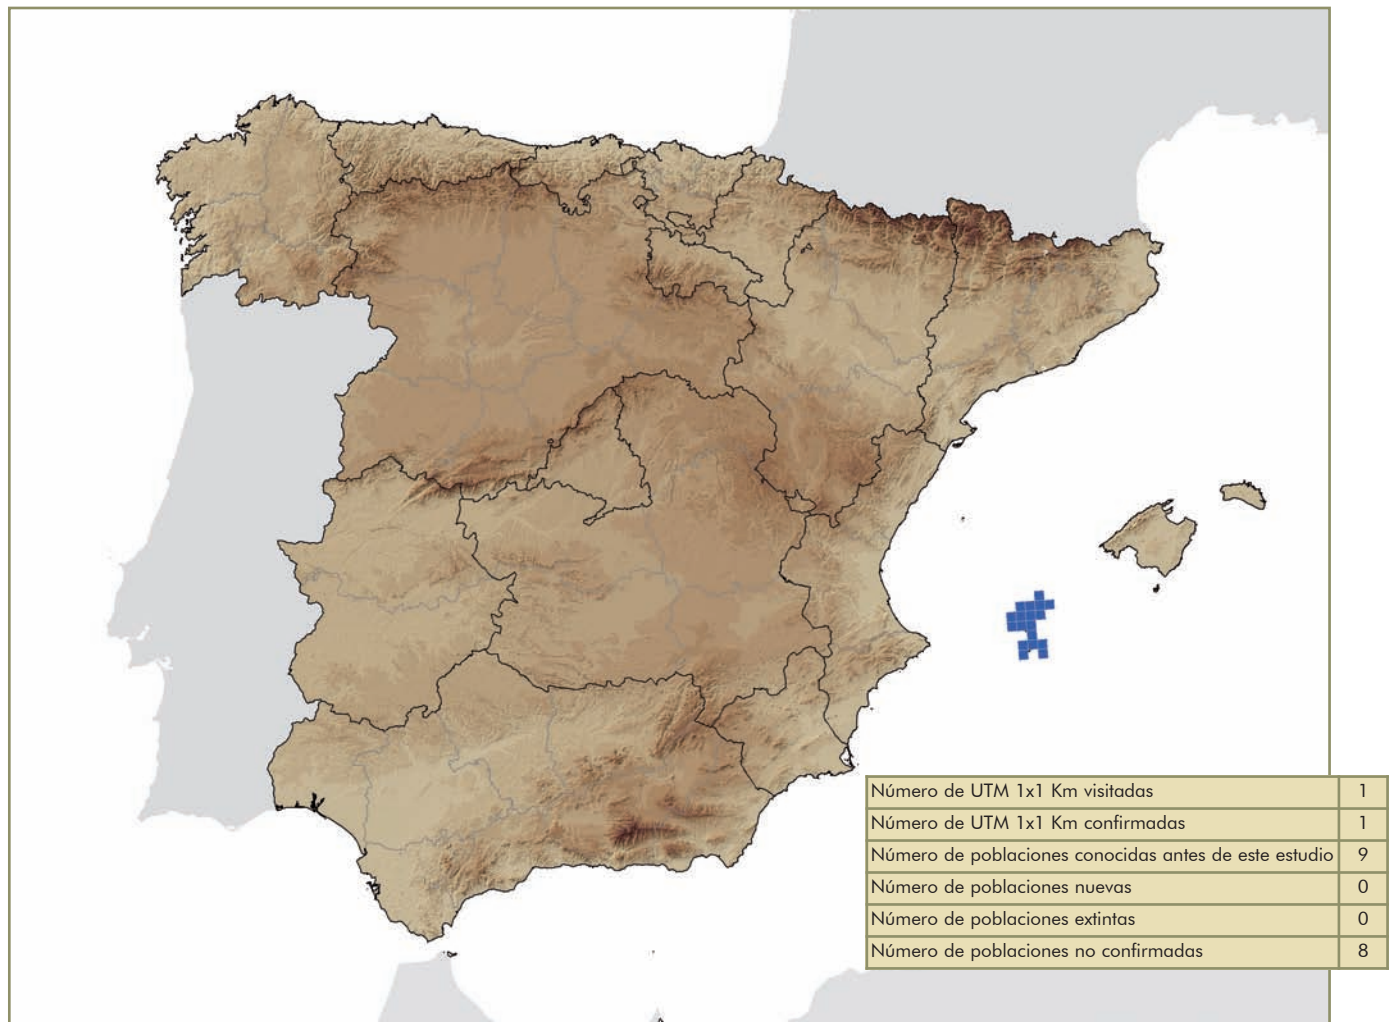 Número de UTM 1x1 Km visitadas 1
Número de UTM 1x1 Km confirmadas 1
Número de poblaciones conocidas antes de este estudio 9
Número de poblaciones nuevas 0
Número de poblaciones extintas 0
Número de poblaciones no confirmadas 8